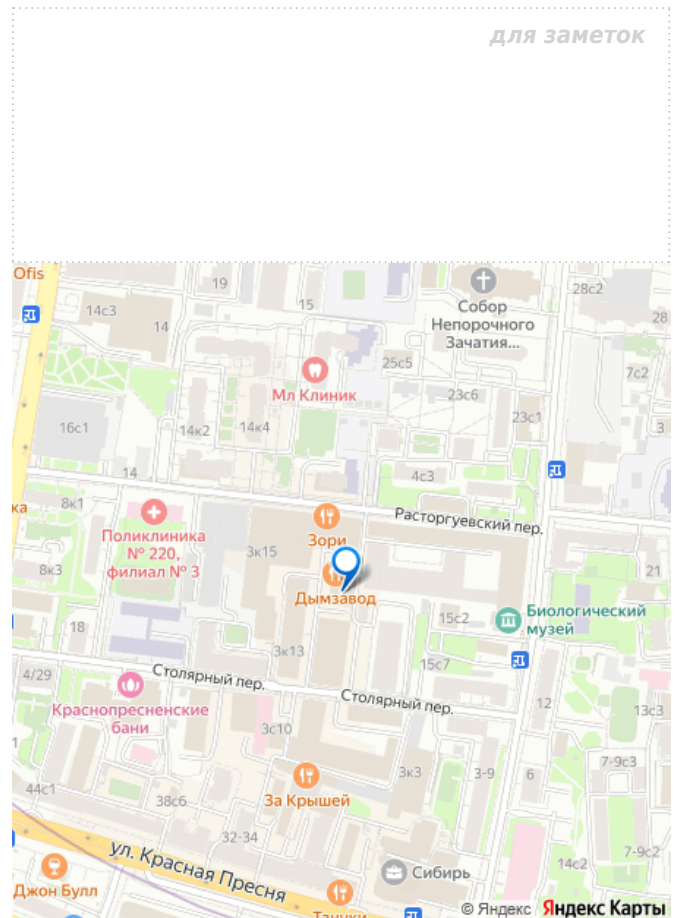 для заметок
Ofis
19
28с2
14с3
15
14
Собор
Непорочного
Зачатия...
28
25с5
7с2
Мл Клиник
23с6
23с1
16с1
14к2
14к4
3
14
4с3
8к1
ка
Расторгуевский пер.
Поликлиника
№ 220,
филиал № 3
Зори
3к15
8к3
21
Дымзавод
Биологический
музей
15с2
18
3к13
15с7
4/29
Столярный пер.
Столярный пер.
Краснопресненские
бани
12
13с3
3с10
1
7-9с3
3к3
3-9
6
44с1
За Крышей
38с6
32-34
7-9с2
ул. Красная Пресня
14с2
Сибирь
Джон Булл
Тануки
© Яндекс Яндекс Карты